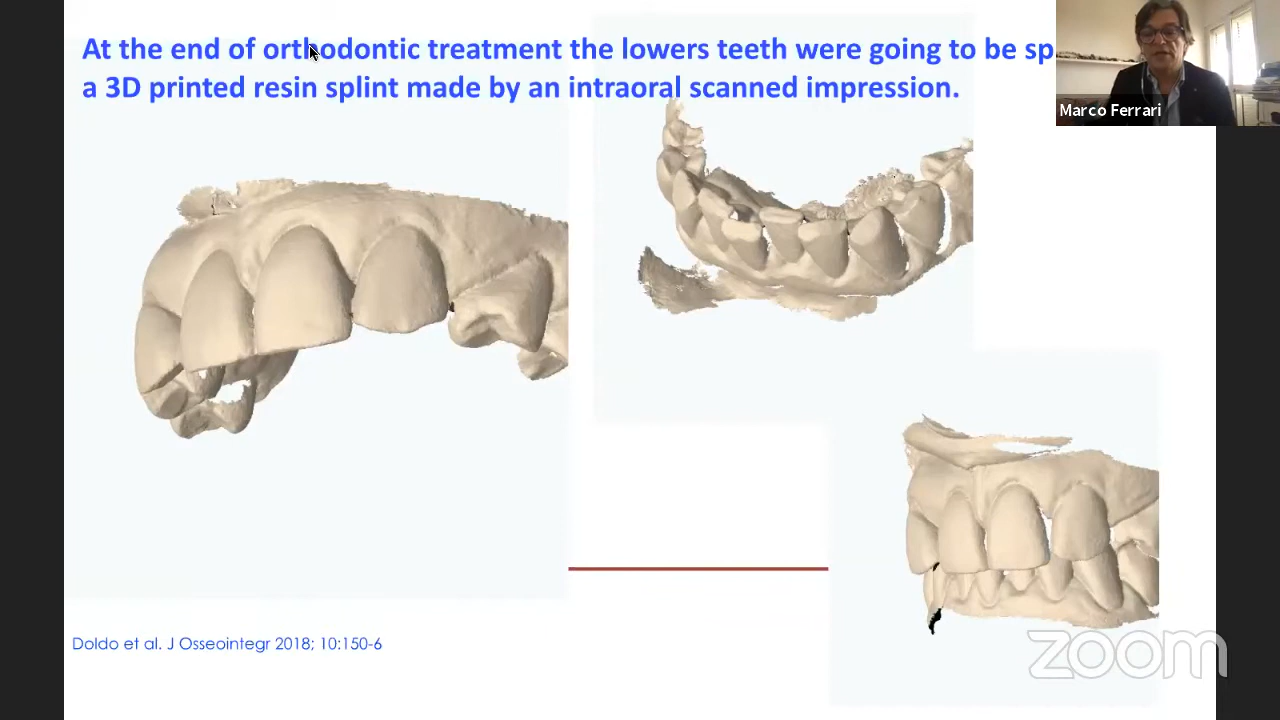 At the end of orthodontic treatment the lowers teeth were going to be sp
a 3D printed resin splint made by an intraoral scanned impression.
Marco Ferrari
Doldo et al. J Osseointegr 2018; 10:150-6
zoom